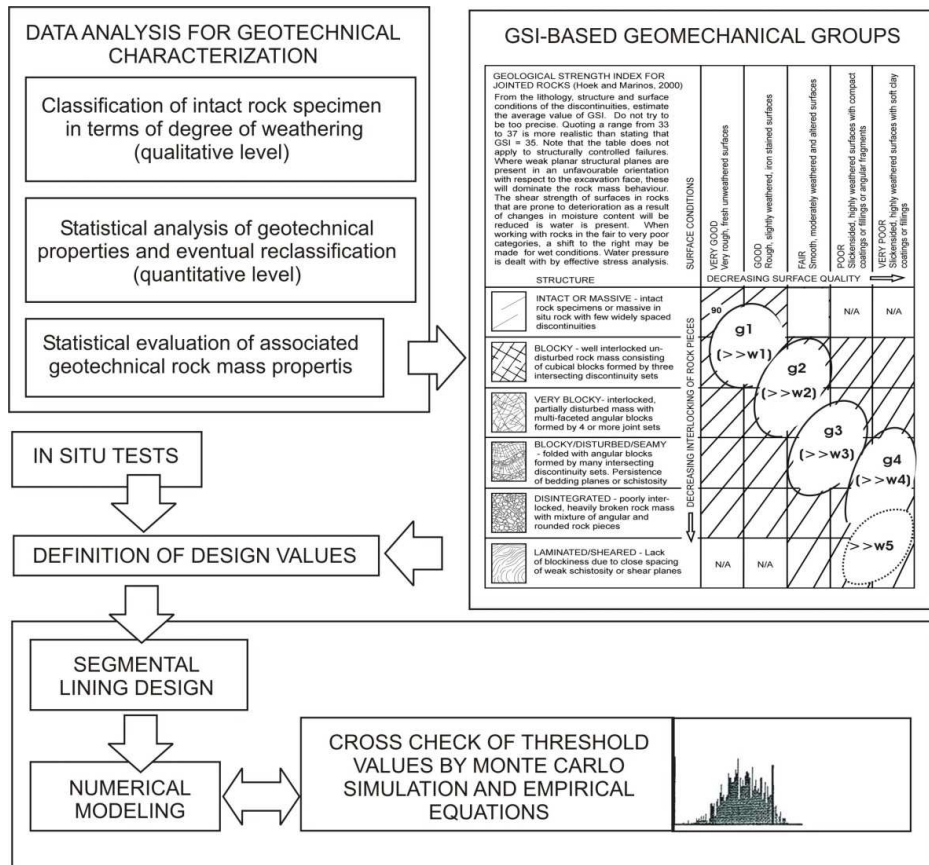 DATA ANALYSIS FOR GEOTECHNICAL
CHARACTERIZATION
Classification of intact rock specimen
in terms of degree of weathering
(qualitative level)
Statistical analysis of geotechnical
properties and eventual reclassification
(quantitative level)
Statistical evaluation of associated
geotechnical rock mass propertis
IN SITU TESTS
DEFINITION OF DESIGN VALUES
GSI-BASED GEOMECHANICAL GROUPS
GEOLOGICAL STRENGTH INDEX FOR
JOINTED ROCKS (Hoek and Marinos, 2000)
From the lithology, structure and surface
conditions of the discontinuities, estimate
the average value of GSI. Do not try to
be too precise. Quoting a range from 33
to 37 is more realistic than stating that
GSI = 35. Note that the table does not
apply to structurally controlled failures.
Where weak planar structural planes are
present in an unfavourable orientation
with respect to the excavation face, these
will dominate the rock mass behaviour.
The shear strength of surfaces in rocks
that are prone to deterioration as a result
of changes in moisture content will be
reduced is water is present. When
working with rocks in the fair to very poor
categories, a shift to the right may be
made for wet conditions. Water pressure
is dealt with by effective stress analysis.
STRUCTURE
SURFACE CONDITIONS
VERY GOOD
Very rough, fresh unweathered surfaces
GOOD
Rough, slightly weathered, iron stained surfaces
FAIR
Smooth, moderately weathered and altered surfaces
POOR
Slickensided, highly weathered surfaces with compact
coatings or fillings or angular fragments
VERY POOR
Slickensided, highly weathered surfaces with soft clay
coatings or fillings
DECREASING SURFACE QUALITY
DECREASING INTERLOCKING OF ROCK PIECES
INTACT OR MASSIVE - intact
rock specimens or massive in
situ rock with few widely spaced
discontinuities
BLOCKY - well interlocked un-
disturbed rock mass consisting
of cubical blocks formed by three
intersecting discontinuity sets
VERY BLOCKY- interlocked,
partially disturbed mass with
multi-faceted angular blocks
formed by 4 or more joint sets
BLOCKY/DISTURBED/SEAMY
- folded with angular blocks
formed by many intersecting
discontinuity sets. Persistence
of bedding planes or schistosity
DISINTEGRATED - poorly inter-
locked, heavily broken rock mass
with mixture of angular and
rounded rock pieces
LAMINATED/SHEARED - Lack
of blockiness due to close spacing
of weak schistosity or shear planes
90
N/A
N/A
g1
(>>w1)
g2
(>>w2)
g3
(>>w3)
g4
(>>w4)
>>w5
N/A
N/A
SEGMENTAL
LINING DESIGN
NUMERICAL
MODELING
CROSS CHECK OF THRESHOLD
VALUES BY MONTE CARLO
SIMULATION AND EMPIRICAL
EQUATIONS